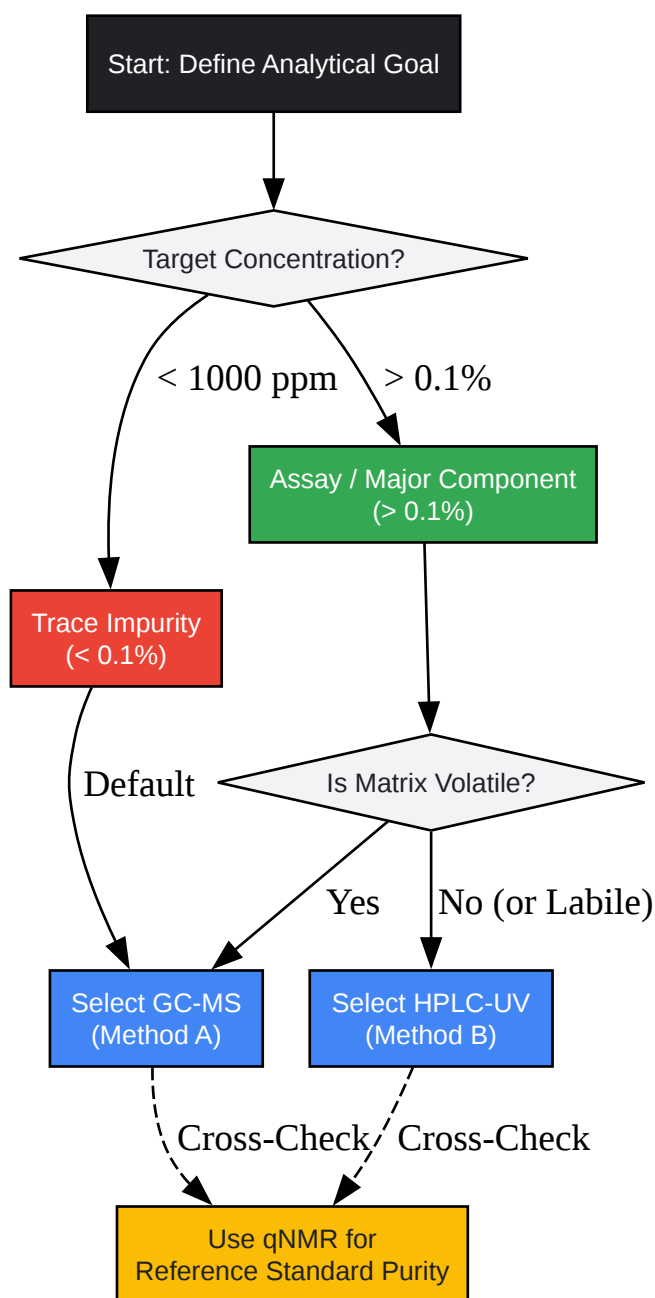 Start: Define Analytical Goal
Target Concentration?
< 1000 ppm
> 0.1%
Assay / Major Component
(> 0.1%)
Trace Impurity
(< 0.1%)
Default
Is Matrix Volatile?
Yes
No (or Labile)
Select GC-MS
(Method A)
Select HPLC-UV
(Method B)
Cross-Check
Cross-Check
Use qNMR for
Reference Standard Purity